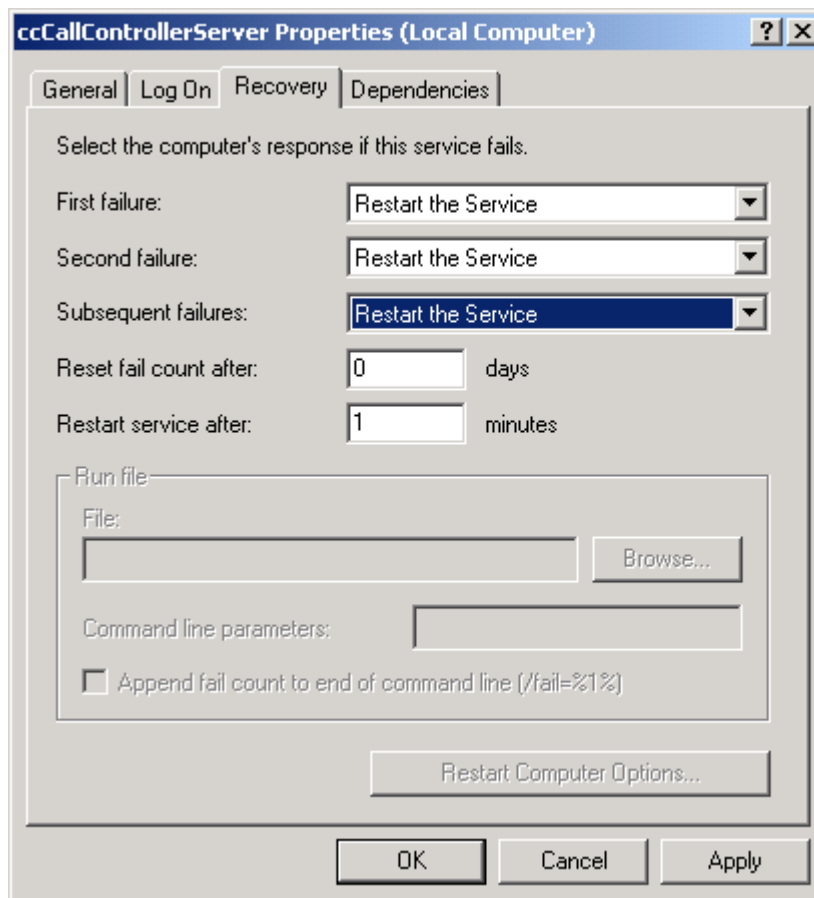 ccCallControllerServer Properties (Local Computer)
General Log On Recovery Dependencies
Select the computer's response if this service fails.
First failure: Restart the Service
Second failure: Restart the Service
Subsequent failures: Restart the Service
Reset fail count after: 0 days
Restart service after: 1 minutes
Run file
File:
Browse...
Command line parameters:
Append fail count to end of command line (/fail=%1%)
Restart Computer Options...
OK Cancel Apply